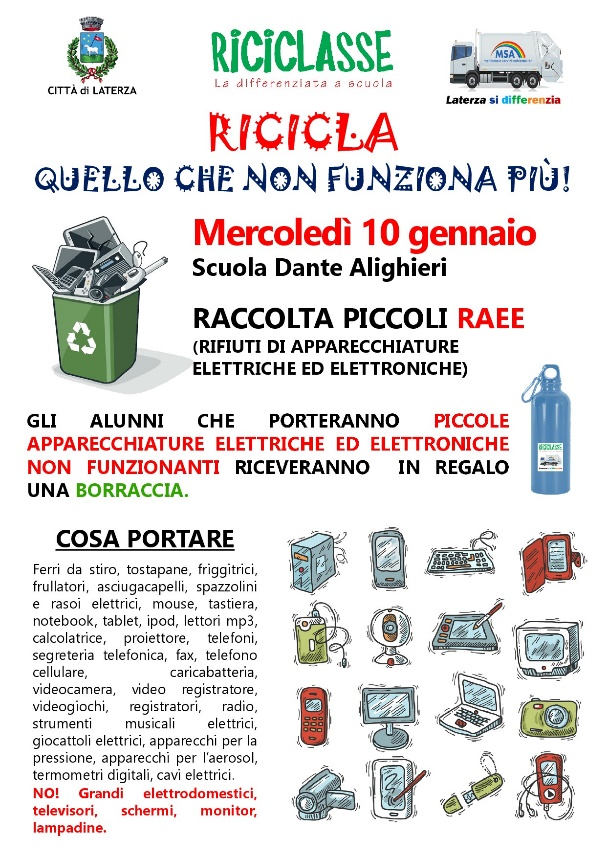 CITTÀ di LATERZA
RICICLASSE
La differenziata a scuola
MSA
Laterza si differenzia
RICICLA
QUELLO CHE NON FUNZIONA PIÙ!
Mercoledì 10 gennaio
Scuola Dante Alighieri
RACCOLTA PICCOLI RAEE
(RIFIUTI DI APPARECCHIATURE
ELETTRICHE ED ELETTRONICHE)
GLI ALUNNI CHE PORTERANNO PICCOLE
APPARECCHIATURE ELETTRICHE ED ELETTRONICHE
NON FUNZIONANTI RICEVERANNO IN REGALO
UNA BORRACCIA.
RICICLASSE
COSA PORTARE
Ferri da stiro, tostapane, friggitrici,
frullatori, asciugacapelli, spazzolini
e rasoi elettrici, mouse, tastiera,
notebook, tablet, ipod, lettori mp3,
calcolatrice, proiettore, telefoni,
segreteria telefonica, fax, telefono
cellulare, caricabatteria,
videocamera, video registratore,
videogiochi, registratori, radio,
strumenti musicali elettrici,
giocattoli elettrici, apparecchi per la
pressione, apparecchi per l'aerosol,
termometri digitali, cavi elettrici.
NO! Grandi elettrodomestici,
televisori, schermi, monitor,
lampadine.